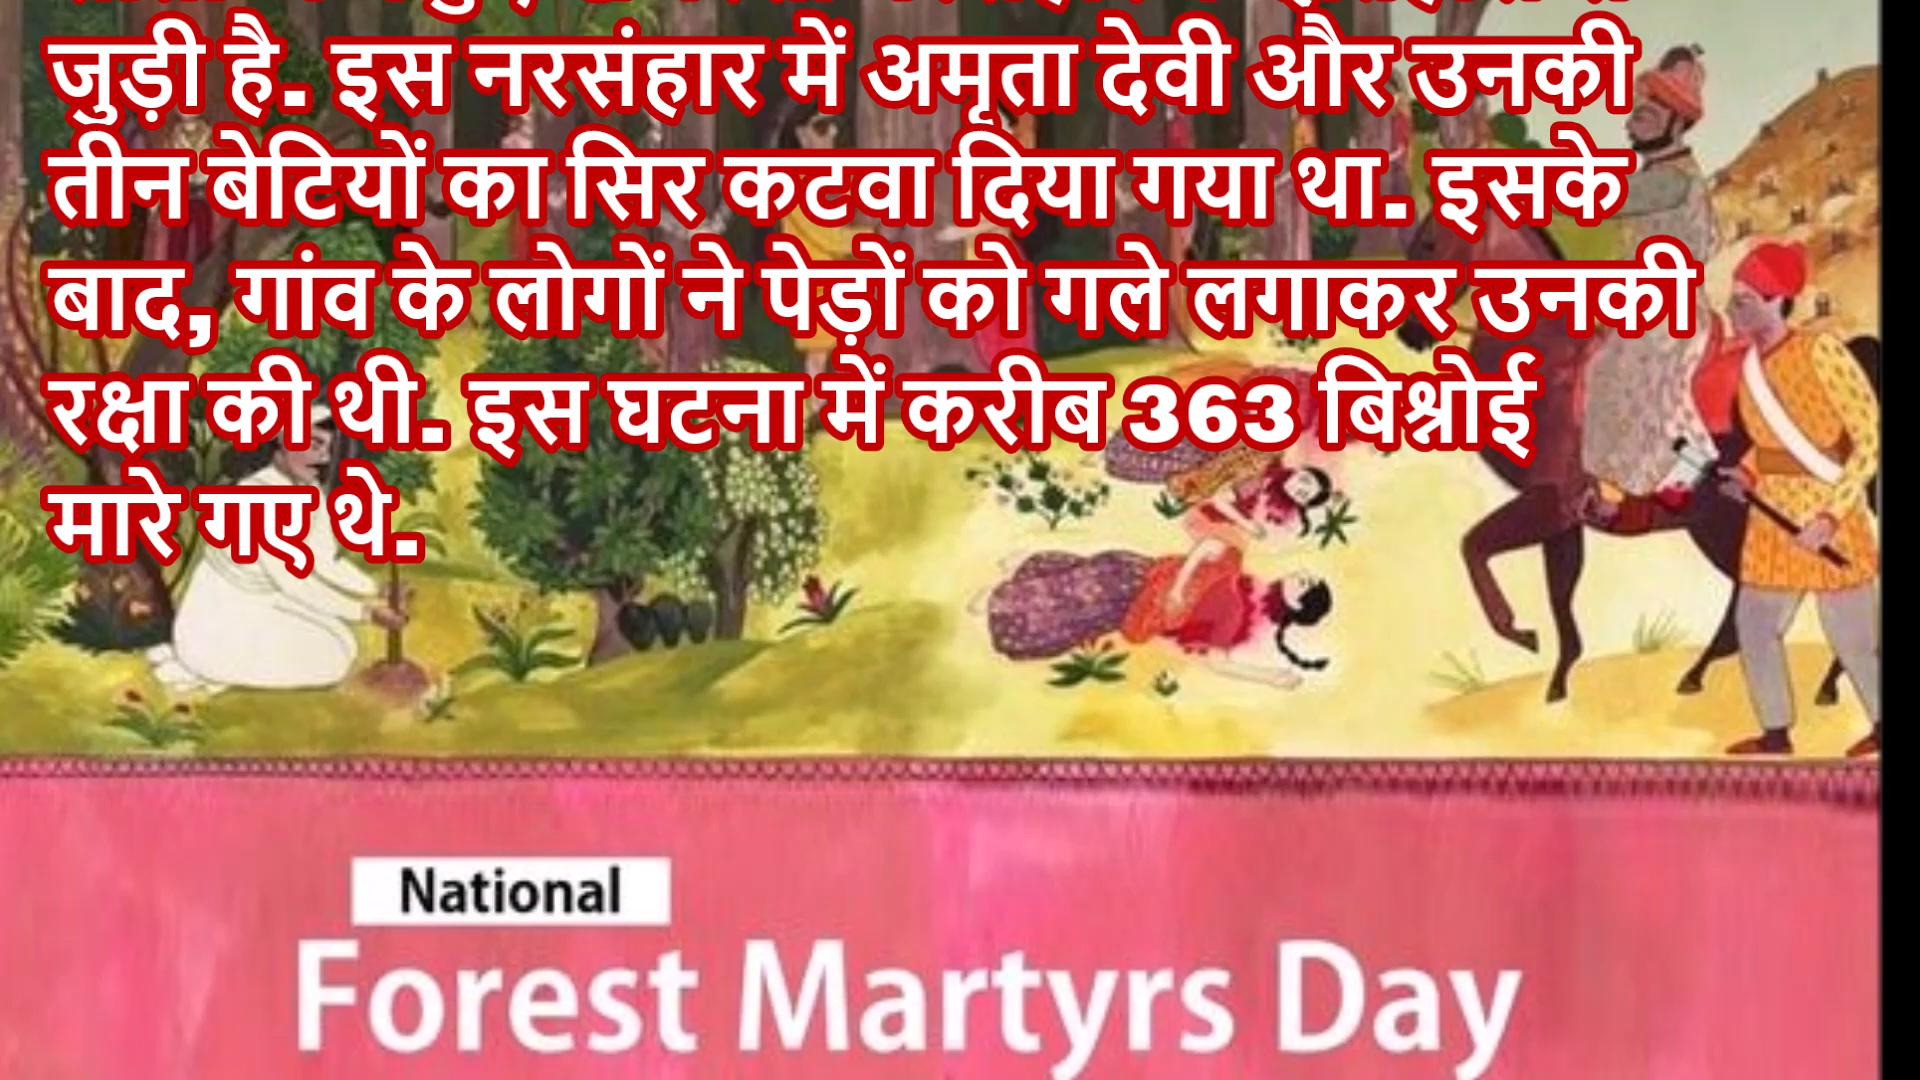 जुड़ी है. इस नरसंहार में अमृता देवी और उनकी
तीन बेटियों का सिर कटवा दिया गया था. इसके
बाद, गांव के लोगों ने पेड़ों को गले लगाकर उनकी
रक्षा की थी. इस घटना में करीब 363 बिश्नोई
मारे गए थे.
National
Forest Martyrs Day